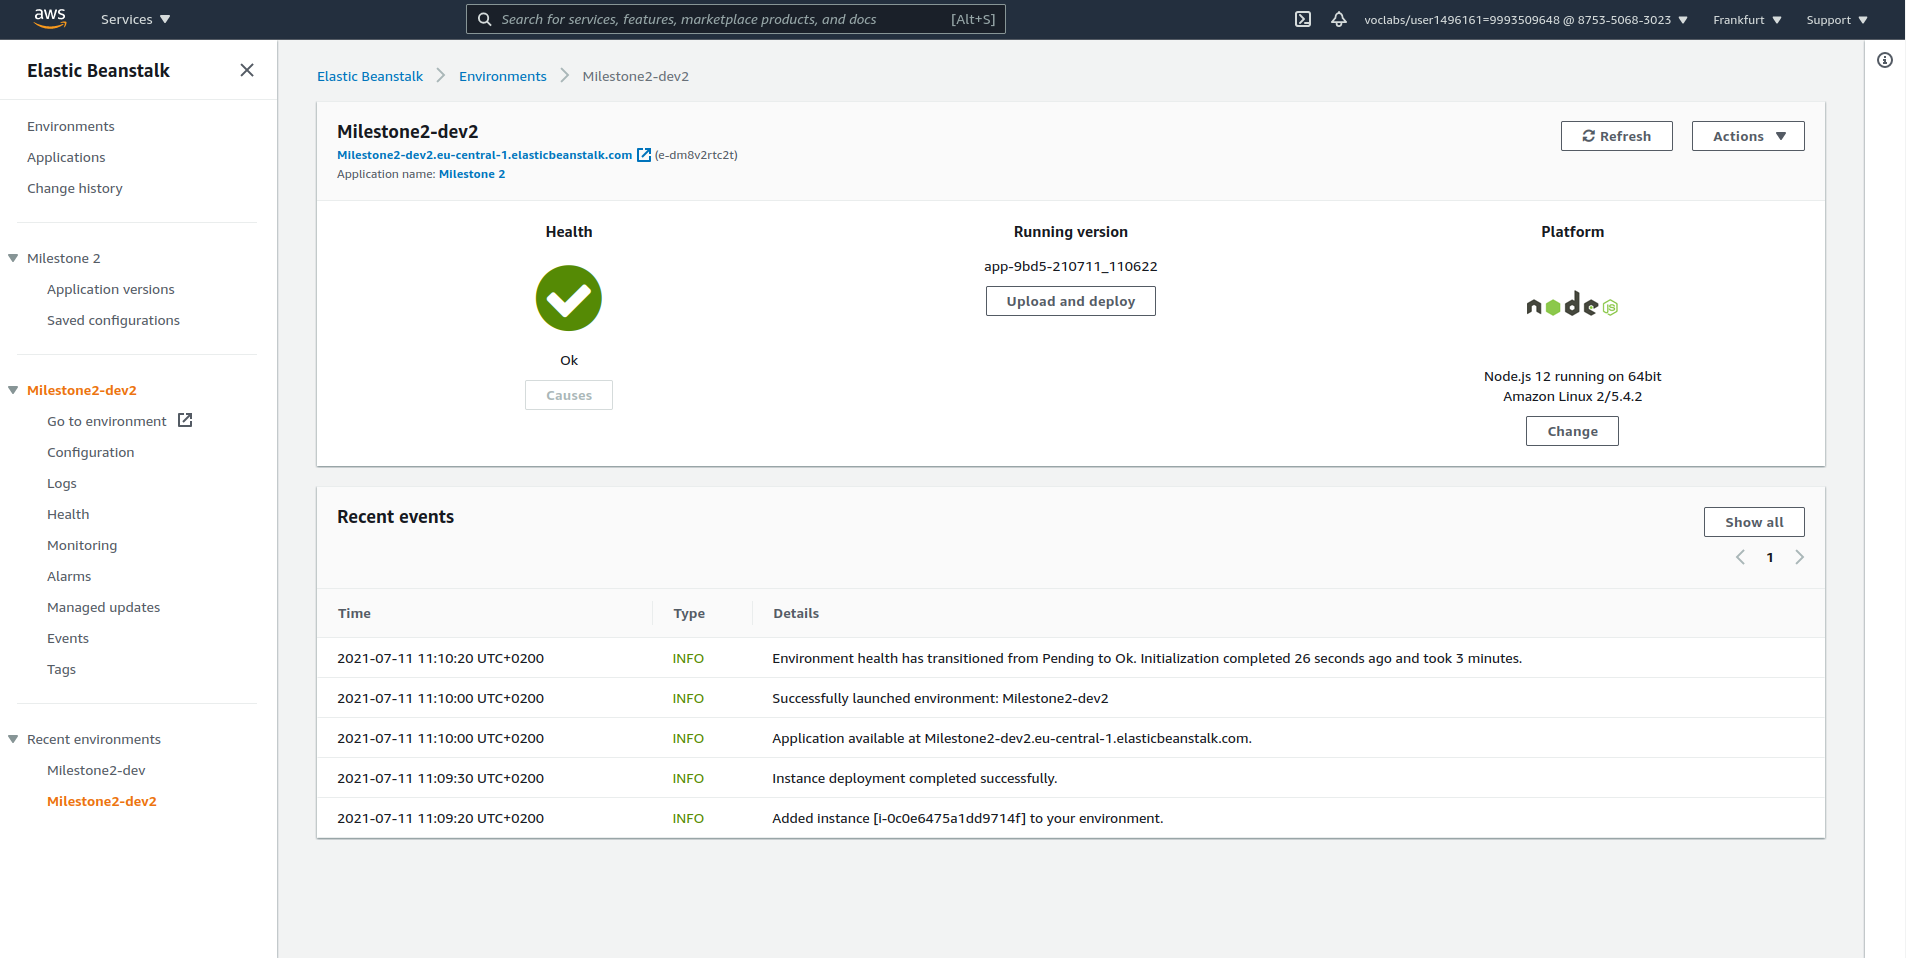 aws
Services
Search for services, features, marketplace products, and docs [Alt+S]
voclabs/user1496161=9993509648 @ 8753-5068-3023
Frankfurt
Support
Elastic Beanstalk
Environments
Applications
Change history
Milestone 2
Application versions
Saved configurations
Milestone2-dev2
Go to environment
Configuration
Logs
Health
Monitoring
Alarms
Managed updates
Events
Tags
Recent environments
Milestone2-dev
Milestone2-dev2
Elastic Beanstalk
Environments
Milestone2-dev2
Milestone2-dev2
Milestone2-dev2.eu-central-1.elasticbeanstalk.com (e-dm8v2rtc2t)
Application name: Milestone 2
Refresh
Actions
Health
Ok
Causes
Running version
app-9bd5-210711_110622
Upload and deploy
Platform
node JS
Node.js 12 running on 64bit
Amazon Linux 2/5.4.2
Change
Recent events
Show all
1
Time Type Details
2021-07-11 11:10:20 UTC+0200 INFO Environment health has transitioned from Pending to Ok. Initialization completed 26 seconds ago and took 3 minutes.
2021-07-11 11:10:00 UTC+0200 INFO Successfully launched environment: Milestone2-dev2
2021-07-11 11:10:00 UTC+0200 INFO Application available at Milestone2-dev2.eu-central-1.elasticbeanstalk.com.
2021-07-11 11:09:30 UTC+0200 INFO Instance deployment completed successfully.
2021-07-11 11:09:20 UTC+0200 INFO Added instance [i-0c0e6475a1dd9714f] to your environment.